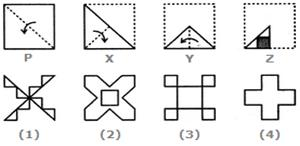 P X Y Z
(1) (2) (3) (4)